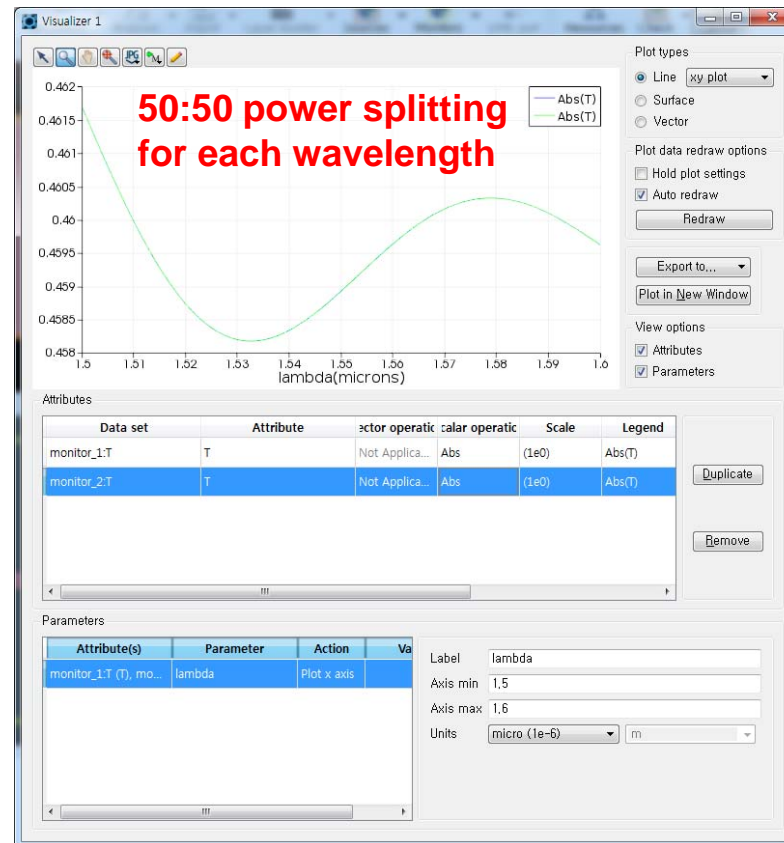 Visualizer 1
50:50 power splitting
for each wavelength
Abs(T)
Abs(T)
0.462
0.4615
0.461
0.4605
0.46
0.4595
0.459
0.4585
0.458
1.5 1.51 1.52 1.53 1.54 1.55 1.56 1.57 1.58 1.59 1.6
lambda(microns)
Plot types
Line xy plot
Surface
Vector
Plot data redraw options
Hold plot settings
Auto redraw
Redraw
Export to...
Plot in New Window
View options
Attributes
Parameters
Attributes
Data set Attribute ector operatic calar operatic Scale Legend
monitor_1:T T Not Applica... Abs (1e0) Abs(T)
monitor_2:T T Not Applica... Abs (1e0) Abs(T)
Duplicate
Remove
Parameters
Attribute(s) Parameter Action Va
monitor_1:T (T), mo... lambda Plot x axis
Label lambda
Axis min 1.5
Axis max 1.6
Units micro (1e-6) m